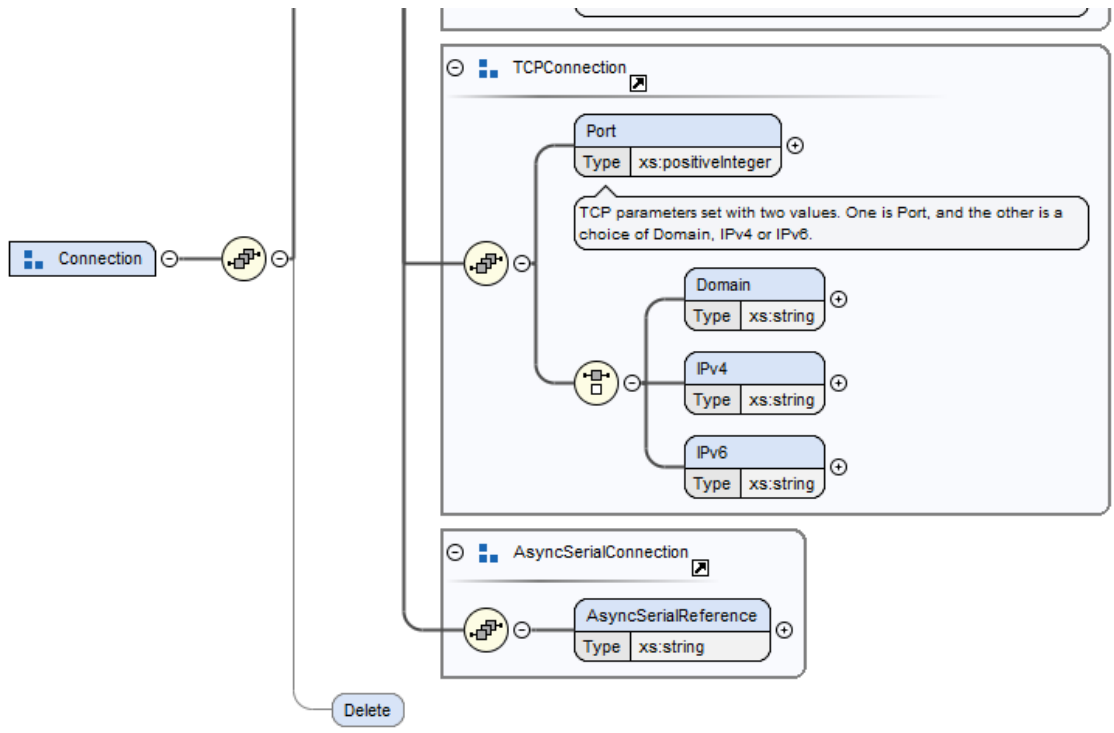 TCPConnection
Port
Type xs:positiveInteger
TCP parameters set with two values. One is Port, and the other is a
choice of Domain, IPv4 or IPv6.
Connection
Domain
Type xs:string
IPv4
Type xs:string
IPv6
Type xs:string
AsyncSerialConnection
AsyncSerialReference
Type xs:string
Delete